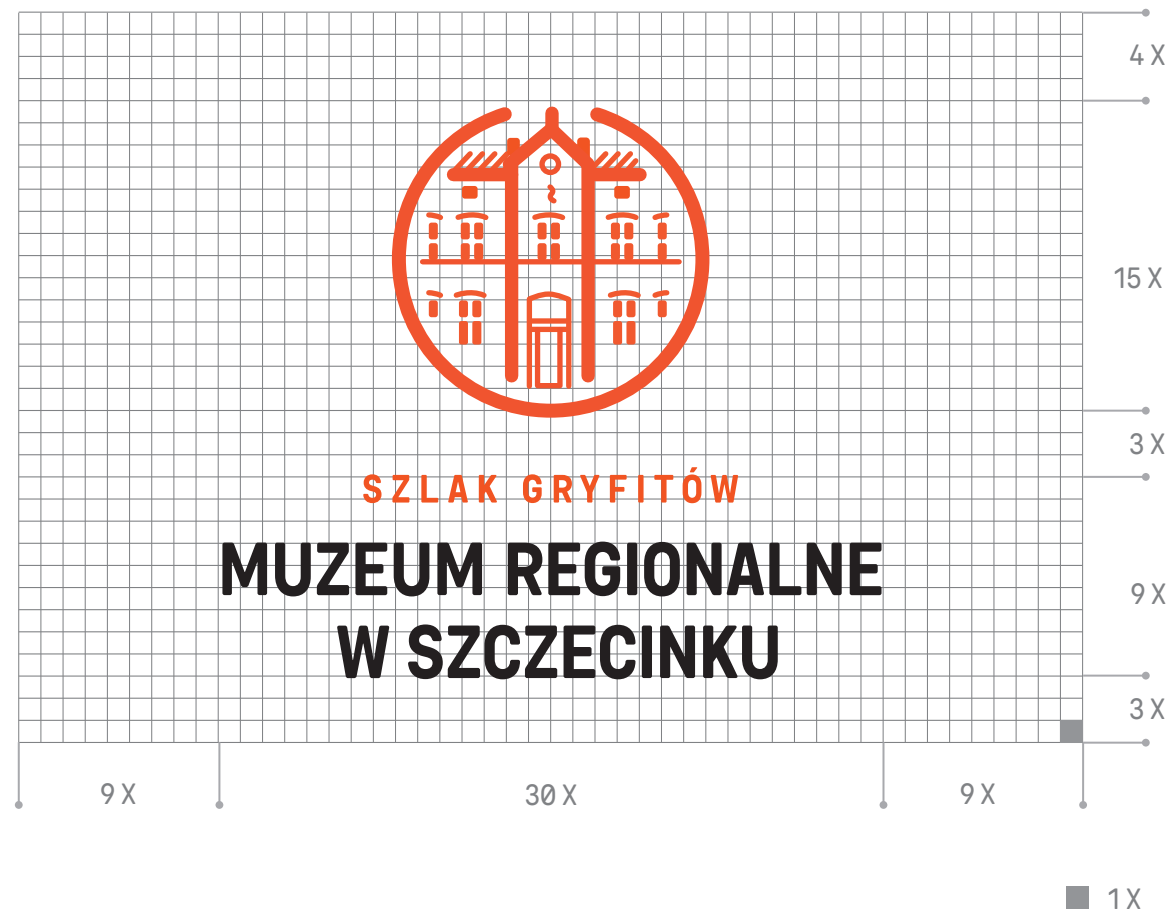 4 X
15 X
3 X
SZLAK GRYFITÓW
MUZEUM REGIONALNE
9 X
W SZCZECINKU
3 X
9 X
30 X
9 X
1 X